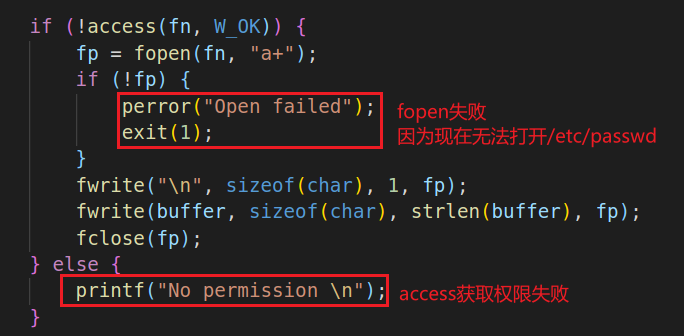 if (!access(fn, W_OK)) {
fp = fopen(fn, "a+");
if (!fp) {
perror("Open failed");
exit(1);
fopen失败
因为现在无法打开/etc/passwd
}
fwrite("\n", sizeof(char), 1, fp);
fwrite(buffer, sizeof(char), strlen(buffer), fp);
fclose(fp);
} else {
printf("No permission \n");
access获取权限失败
}